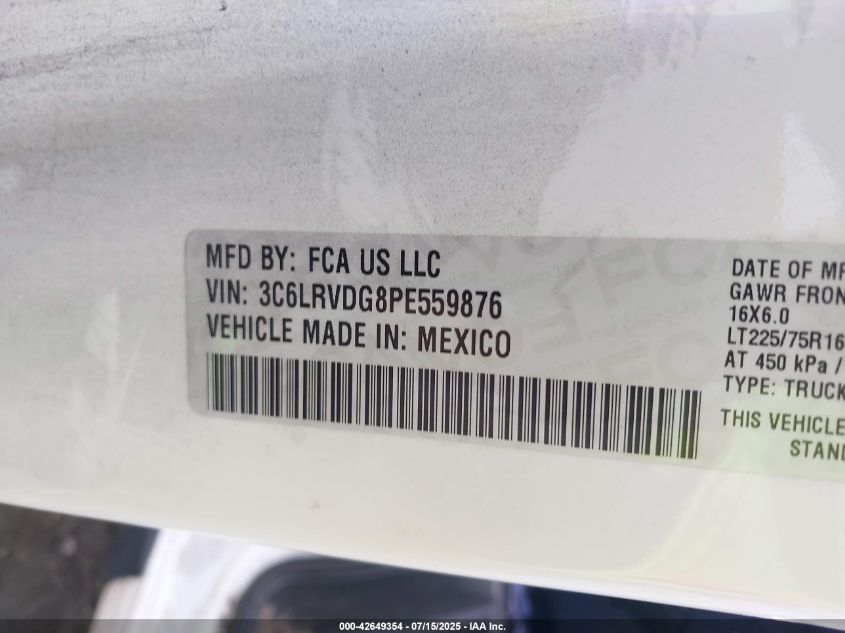 MFD BY: FCA US LLC
VIN: 3C6LRVDG8PE559876
VEHICLE MADE IN: MEXICO
DATE OF MF
GAWR FRON
16X6.0
LT225/75R16
AT 450 kPa /
TYPE: TRUCK
THIS VEHICLE
STAND
000-42649354 - 07/15/2025 - IAA Inc.